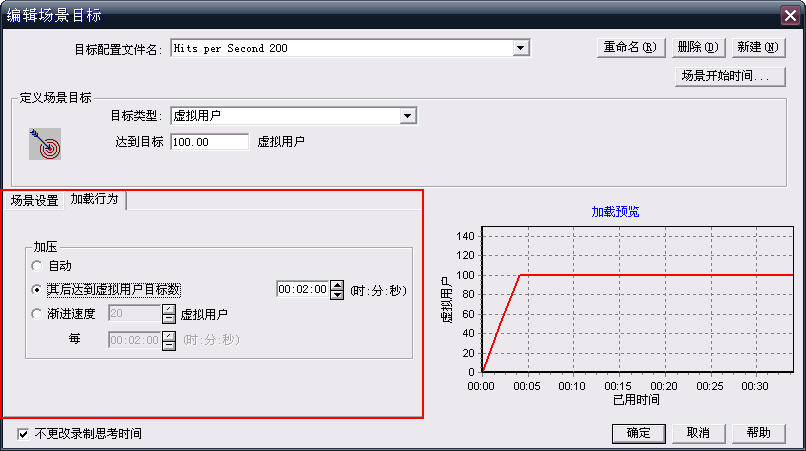 编辑场景目标
目标配置文件名: Hits per Second 200 重命名(R) 删除(D) 新建(N)
场景开始时间...
定义场景目标
目标类型: 虚拟用户
达到目标 100.00 虚拟用户
场景设置 加载行为
加压
自动
其后达到虚拟用户目标数 00:02:00 (时:分:秒)
渐进速度 20 虚拟用户
每 00:02:00 (时:分:秒)
加载预览
虚拟用户
140
120
100
80
60
40
20
0
00:00 00:05 00:10 00:15 00:20 00:25 00:30
已用时间
不更改录制思考时间
确定 取消 帮助